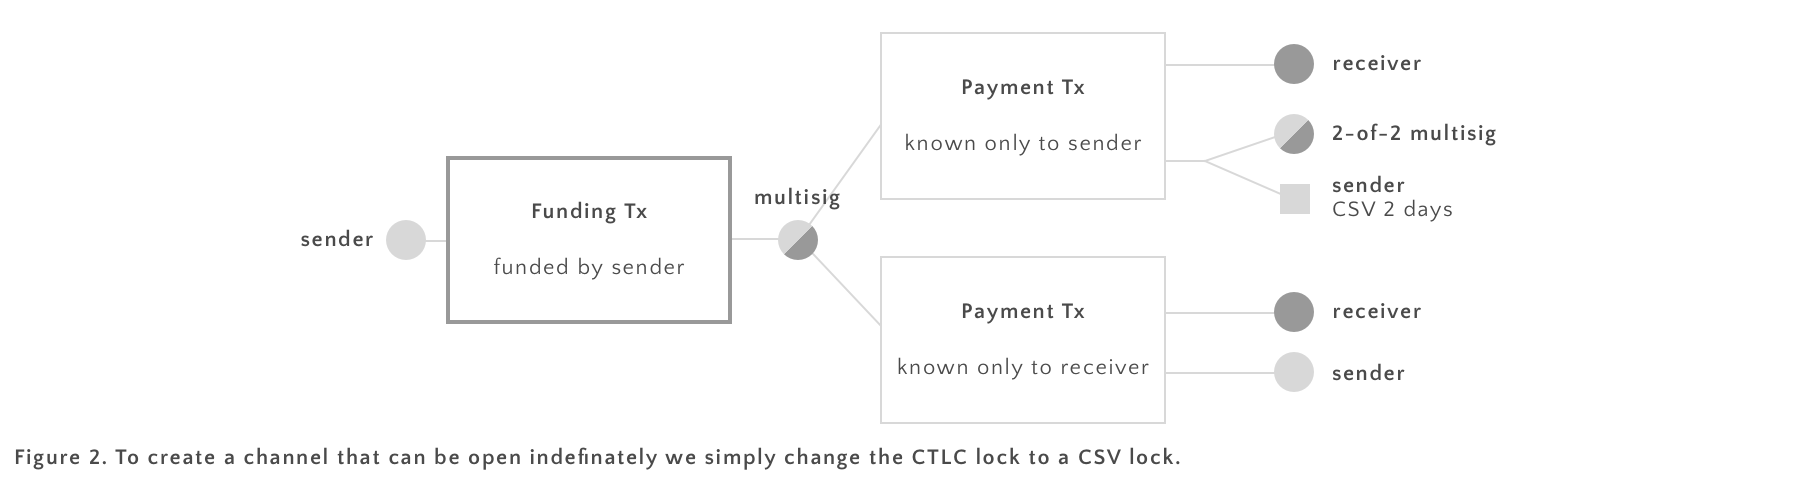 sender
Funding Tx
funded by sender
multisig
Payment Tx
known only to sender
receiver
2-of-2 multisig
sender
CSV 2 days
Payment Tx
known only to receiver
receiver
sender
Figure 2. To create a channel that can be open indefinately we simply change the CTLC lock to a CSV lock.